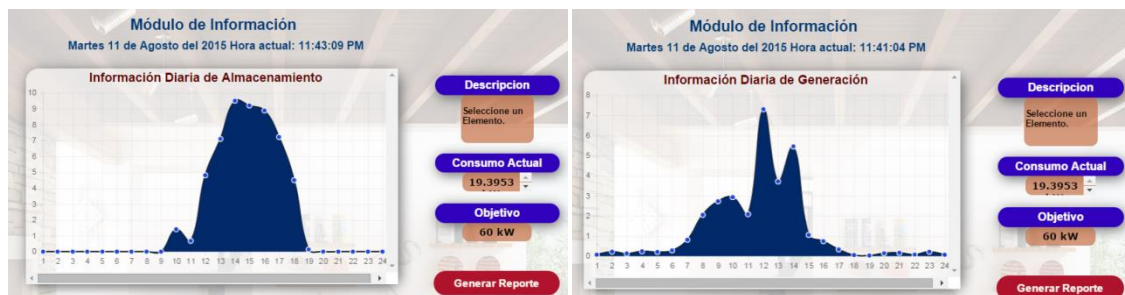 Módulo de Información
Martes 11 de Agosto del 2015 Hora actual: 11:43:09 PM
Información Diaria de Almacenamiento
10
9
8
7
6
5
4
3
2
1
0
1 2 3 4 5 6 7 8 9 10 11 12 13 14 15 16 17 18 19 20 21 22 23 24
Descripcion
Seleccione un
Elemento.
Consumo Actual
19.3953
Objetivo
60 kW
Generar Reporte
Módulo de Información
Martes 11 de Agosto del 2015 Hora actual: 11:41:04 PM
Información Diaria de Generación
8
7
6
5
4
3
2
1
0
1 2 3 4 5 6 7 8 9 10 11 12 13 14 15 16 17 18 19 20 21 22 23 24
Descripcion
Seleccione un
Elemento.
Consumo Actual
19.3953
Objetivo
60 kW
Generar Reporte